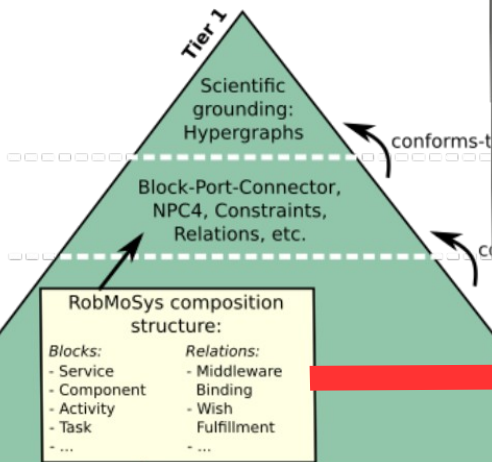 Tier 1
Scientific
grounding:
Hypergraphs
conforms-t
Block-Port-Connector,
NPC4, Constraints,
Relations, etc.
co
RobMoSys composition
structure:
Blocks:
- Service
- Component
- Activity
- Task
- ...
Relations:
- Middleware
Binding
- Wish
Fulfillment
- ...